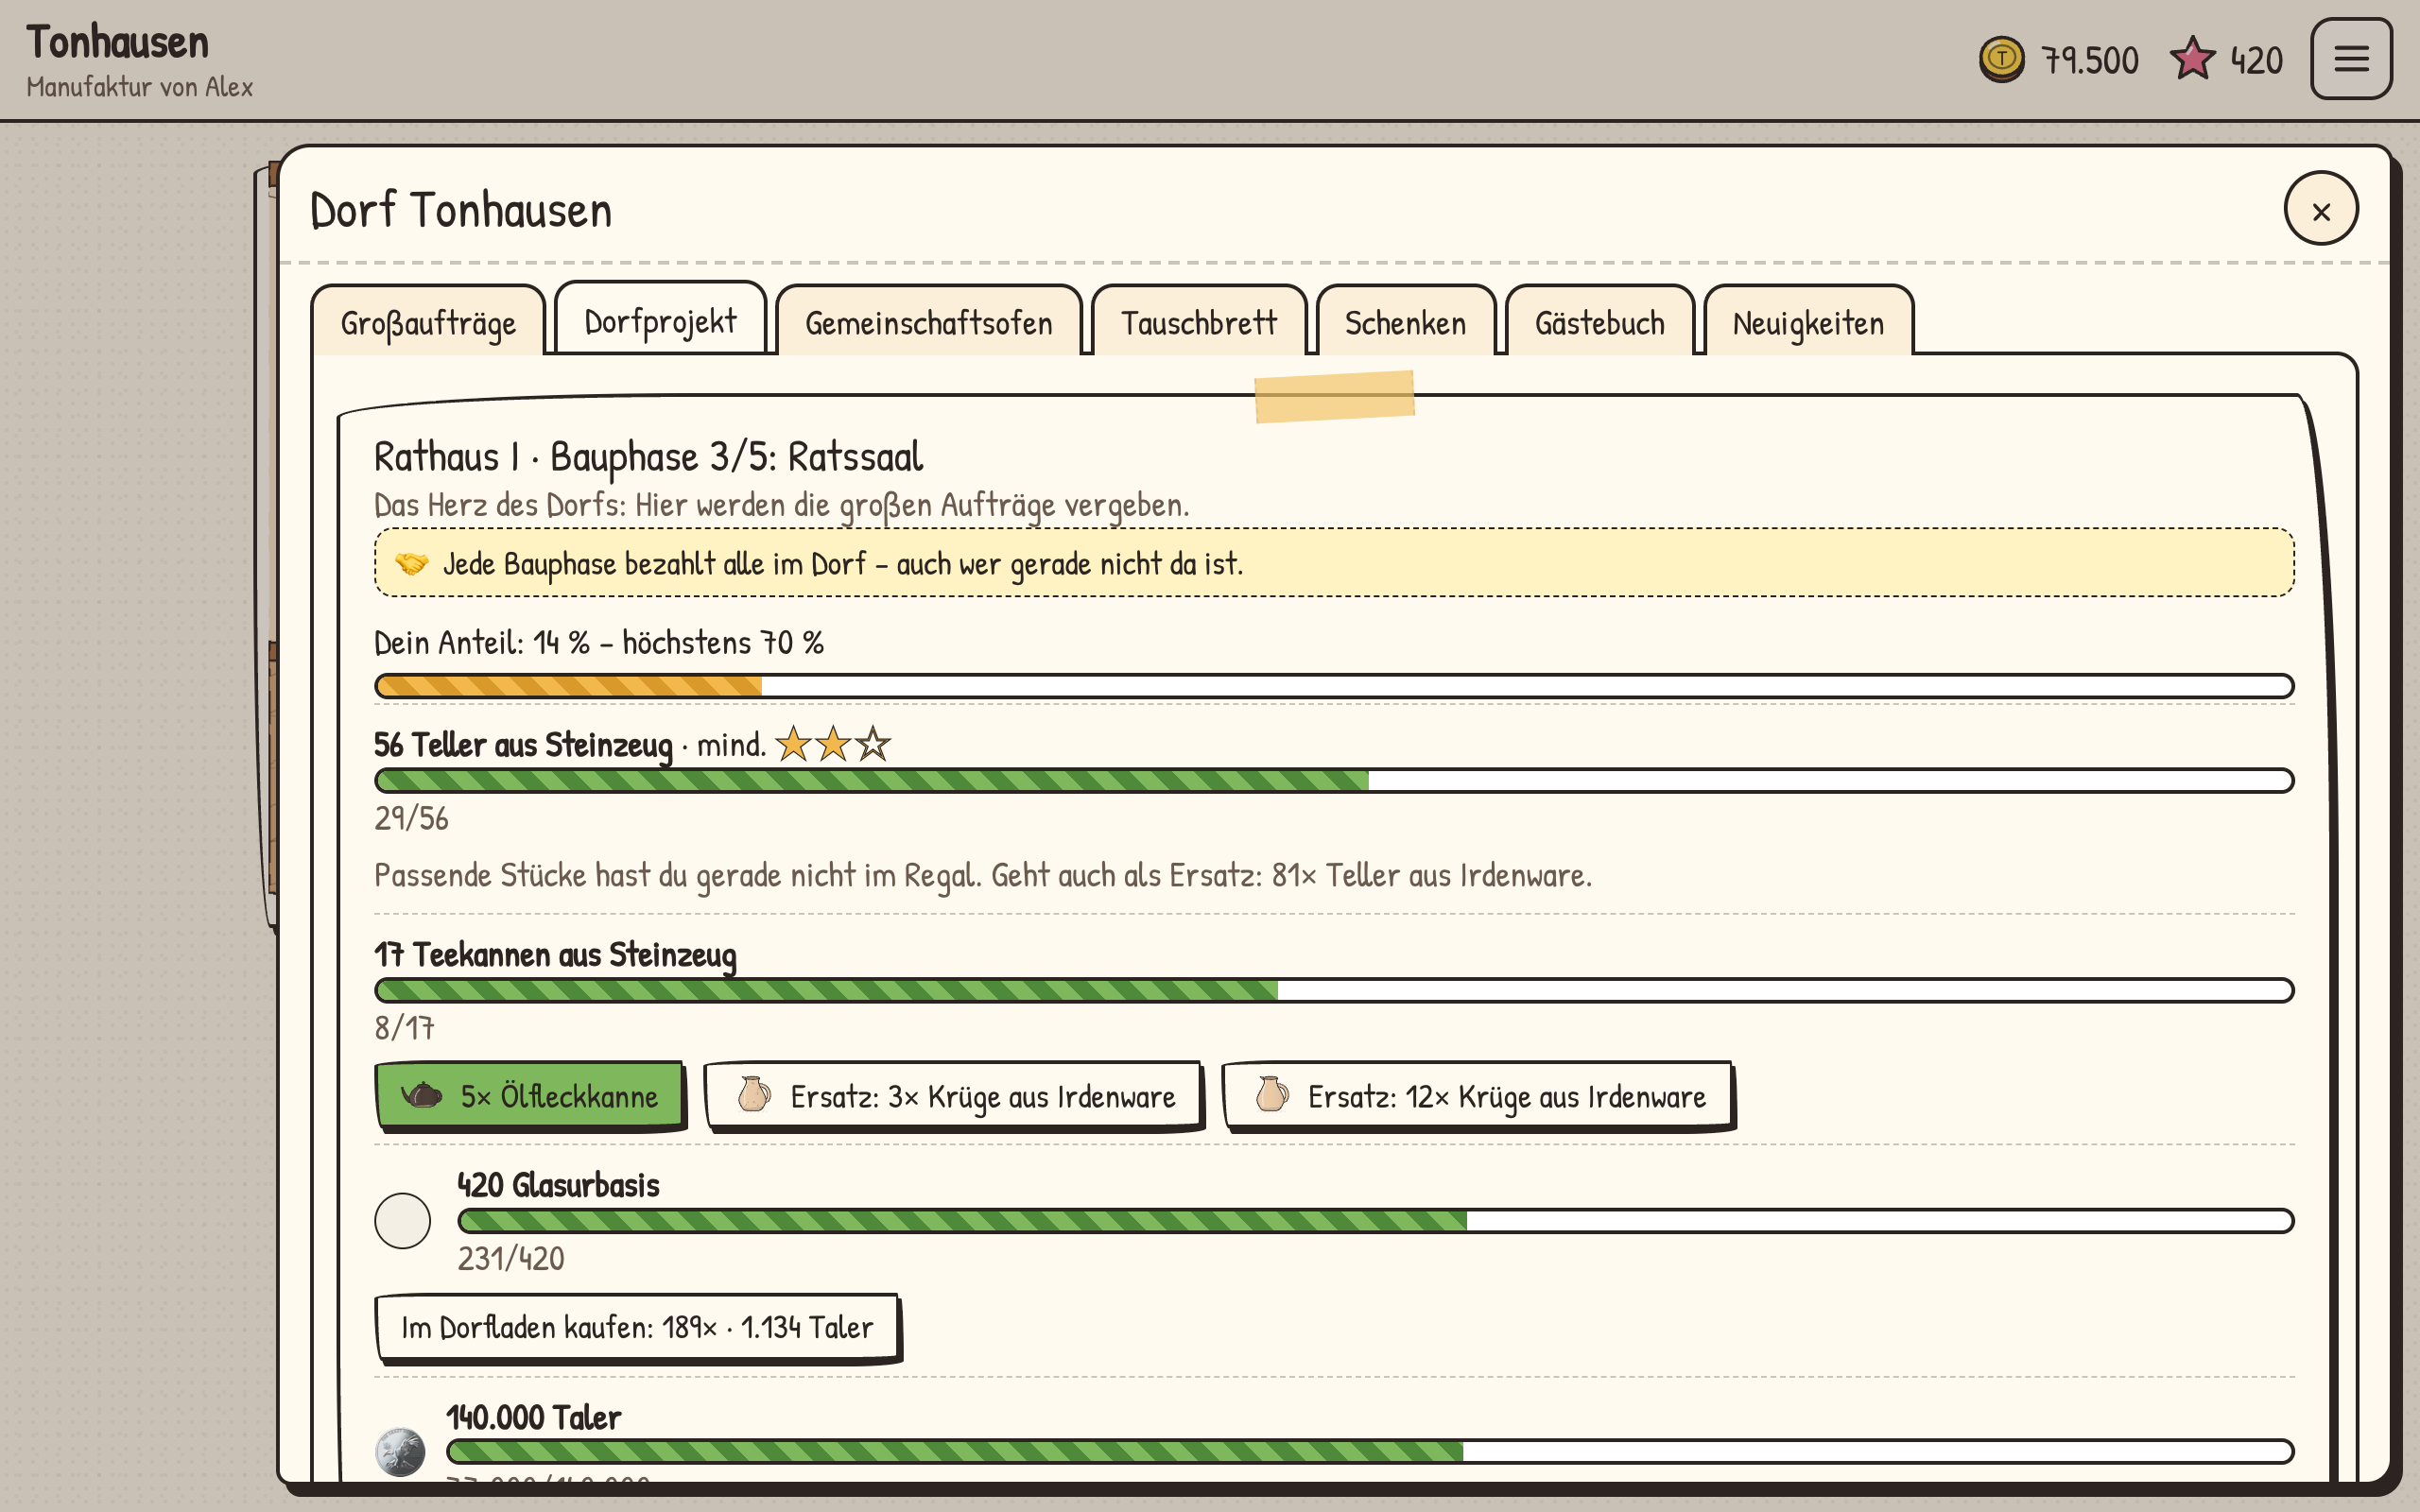 Tonhausen
Manufaktur von Alex
T
79.500
420
Dorf Tonhausen
×
Großaufträge
Dorfprojekt
Gemeinschaftsofen
Tauschbrett
Schenken
Gästebuch
Neuigkeiten
Rathaus I · Bauphase 3/5: Ratssaal
Das Herz des Dorfs: Hier werden die großen Aufträge vergeben.
Jede Bauphase bezahlt alle im Dorf – auch wer gerade nicht da ist.
Dein Anteil: 14 % – höchstens 70 %
56 Teller aus Steinzeug · mind.
29/56
Passende Stücke hast du gerade nicht im Regal. Geht auch als Ersatz: 81× Teller aus Irdenware.
17 Teekannen aus Steinzeug
8/17
5× Ölfleckkanne
Ersatz: 3× Krüge aus Irdenware
Ersatz: 12× Krüge aus Irdenware
420 Glasurbasis
231/420
Im Dorfladen kaufen: 189× · 1.134 Taler
140.000 Taler